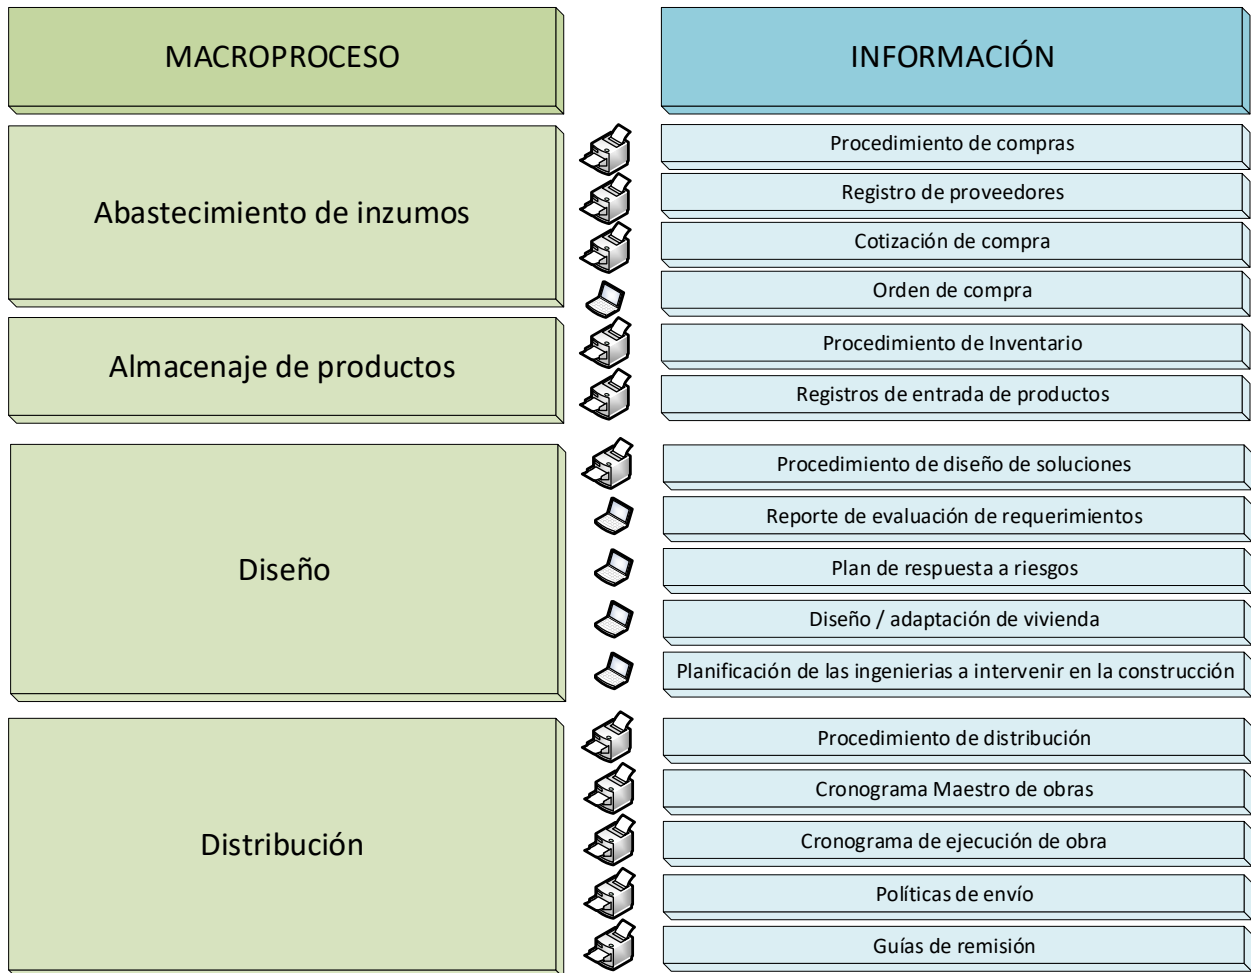 MACROPROCESO
INFORMACIÓN
Abastecimiento de inzumos
Procedimiento de compras
Registro de proveedores
Cotización de compra
Orden de compra
Almacenaje de productos
Procedimiento de Inventario
Registros de entrada de productos
Diseño
Procedimiento de diseño de soluciones
Reporte de evaluación de requerimientos
Plan de respuesta a riesgos
Diseño / adaptación de vivienda
Planificación de las ingenierias a intervenir en la construcción
Distribución
Procedimiento de distribución
Cronograma Maestro de obras
Cronograma de ejecución de obra
Políticas de envío
Guías de remisión